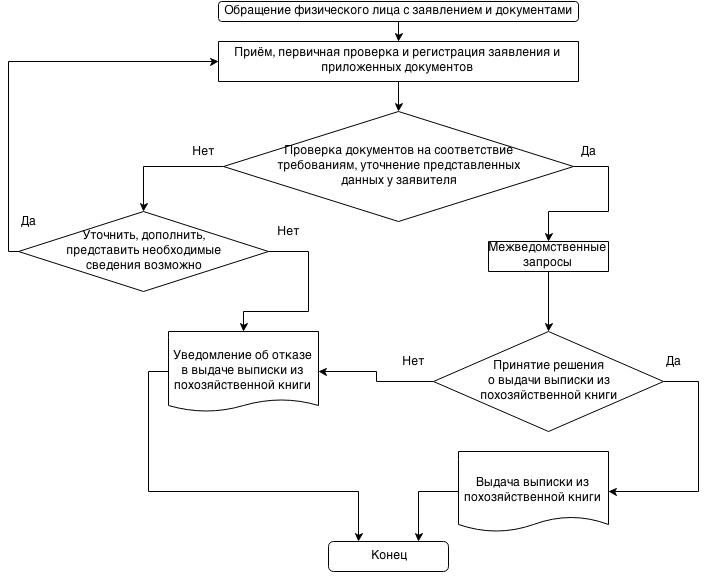 Обращение физического лица с заявлением и документами
Приём, первичная проверка и регистрация заявления и
приложенных документов
Нет
Проверка документов на соответствие
требованиям, уточнение представленных
данных у заявителя
Да
Да
Уточнить, дополнить,
представить необходимые
сведения возможно
Нет
Межведомственные
запросы
Уведомление об отказе
в выдаче выписки из
похозяйственной книги
Нет
Принятие решения
о выдачи выписки из
похозяйственной книги
Да
Выдача выписки из
похозяйственной книги
Конец